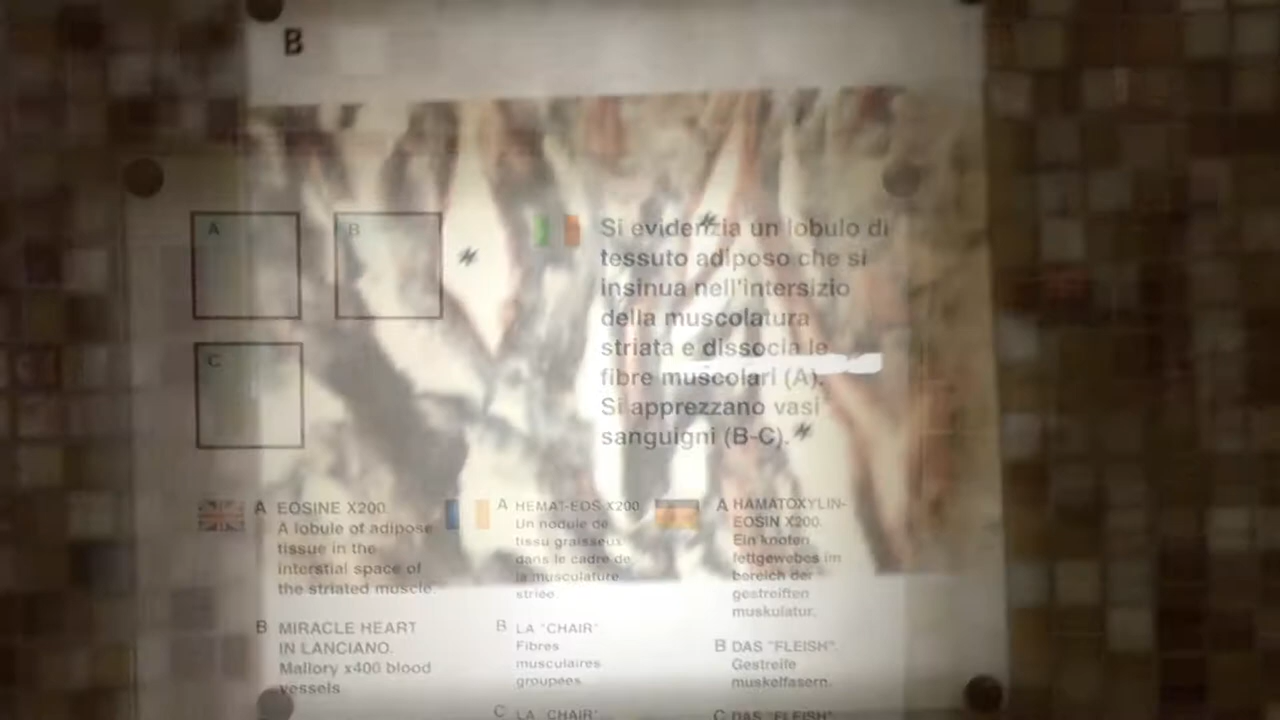 B
A
B
C
Si evidenzia un lobulo di
tessuto adiposo che si
insinua nell'intersizio
della muscolatura
striata e dissocia le
fibre muscolari (A).
Si apprezzano vasi
sanguigni (B-C).
A EOSINE X200.
A lobule of adipose
tissue in the
interstial space of
the striated muscle.
B MIRACLE HEART
IN LANCIANO.
Mallory x400 blood
vessels
A HEMAT-EOS X200
Un nodule de
tissu graisseux
dans le cadre de
la musculature
striée.
B LA "CHAIR".
Fibres
musculaires
groupées
C LA "CHAIR"
A HAMATOXYLIN-
EOSIN X200.
Ein knoten
fettgewebes im
bereich der
gestreiften
muskulatur.
B DAS "FLEISH".
Gestreife
muskelfasern.
C DAS "FLEISH"